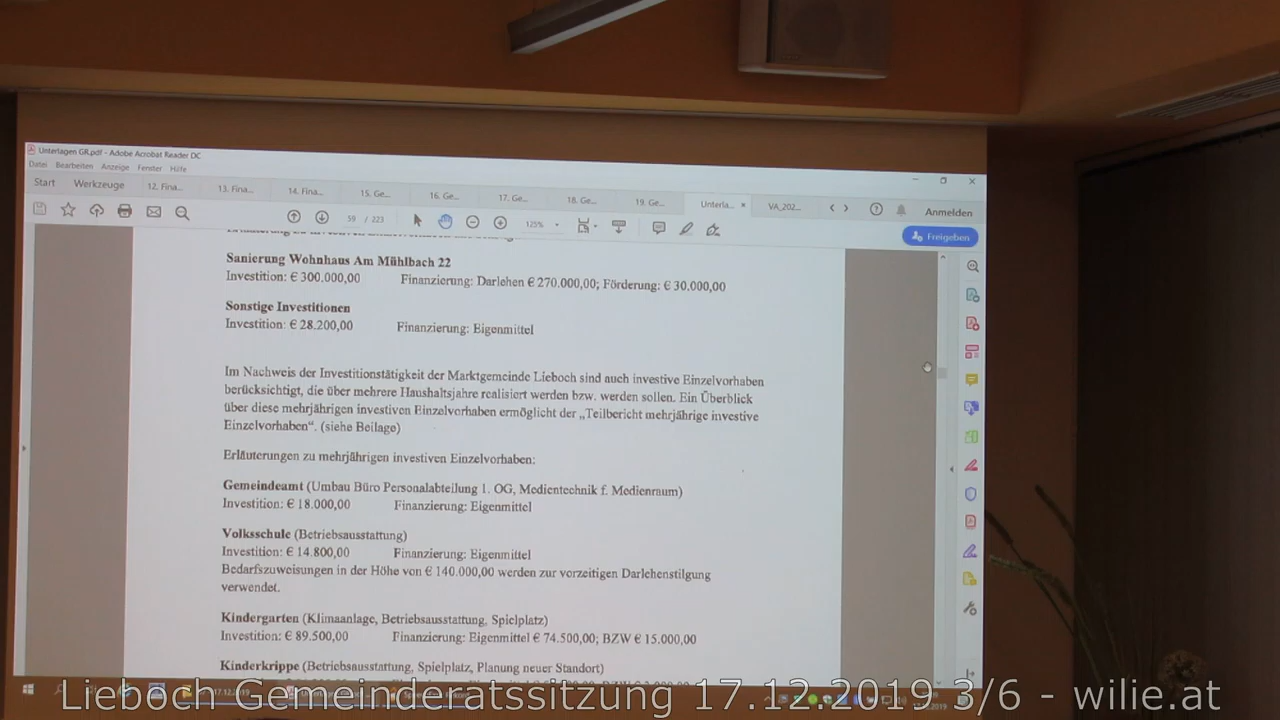 Unterlagen GR.pdf - Adobe Acrobat Reader DC
Datei Bearbeiten Anzeige Fenster Hilfe
Start Werkzeuge 12. Fina... 13. Fina... 14. Fina... 15. Ge... 16. Ge... 17. Ge... 18. Ge... 19. Ge... Unterla... × VA_202...
59 / 223 125% Anmelden
Freigeben
Sanierung Wohnhaus Am Mühlbach 22
Investition: € 300.000,00 Finanzierung: Darlehen € 270.000,00; Förderung: € 30.000,00
Sonstige Investitionen
Investition: € 28.200,00 Finanzierung: Eigenmittel
Im Nachweis der Investitionstätigkeit der Marktgemeinde Lieboch sind auch investive Einzelvorhaben
berücksichtigt, die über mehrere Haushaltsjahre realisiert werden bzw. werden sollen. Ein Überblick
über diese mehrjährigen investiven Einzelvorhaben ermöglicht der „Teilbericht mehrjährige investive
Einzelvorhaben“. (siehe Beilage)
Erläuterungen zu mehrjährigen investiven Einzelvorhaben:
Gemeindeamt (Umbau Büro Personalabteilung 1. OG, Medientechnik f. Medienraum)
Investition: € 18.000,00 Finanzierung: Eigenmittel
Volksschule (Betriebsausstattung)
Investition: € 14.800,00 Finanzierung: Eigenmittel
Bedarfszuweisungen in der Höhe von € 140.000,00 werden zur vorzeitigen Darlehenstilgung
verwendet.
Kindergarten (Klimaanlage, Betriebsausstattung, Spielplatz)
Investition: € 89.500,00 Finanzierung: Eigenmittel € 74.500,00; BZW € 15.000,00
Kinderkrippe (Betriebsausstattung, Spielplatz, Planung neuer Standort)
Lieboch Gemeinderatssitzung 17.12.2019 3/6 - wilie.at